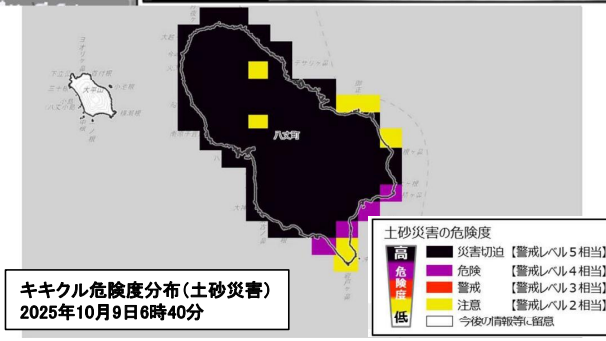 大平山
八丈町
土砂災害の危険度
高
危険度
低
災害切迫【警戒レベル5相当】
危険【警戒レベル4相当】
警戒【警戒レベル3相当】
注意【警戒レベル2相当】
今後の情報等に留意
キキクル危険度分布(土砂災害)
2025年10月9日6時40分